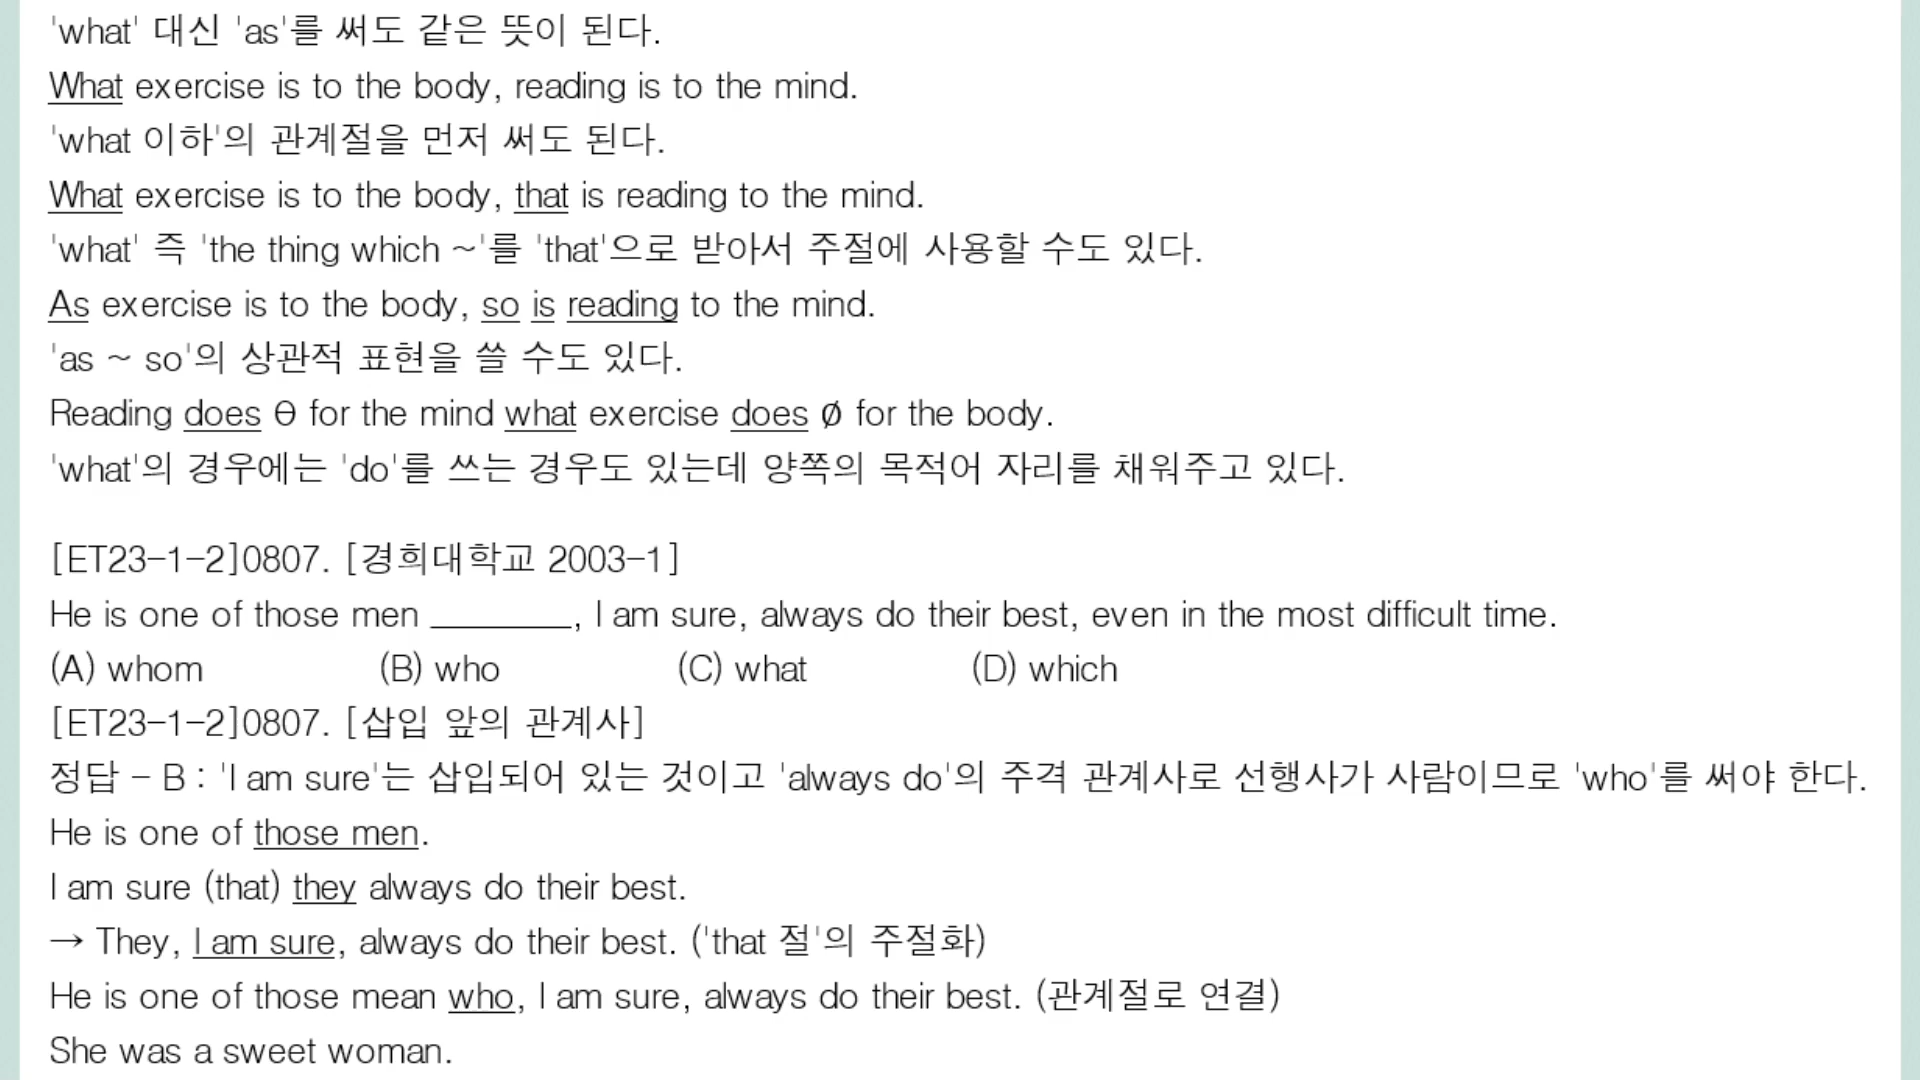 'what' 대신 'as'를 써도 같은 뜻이 된다.
What exercise is to the body, reading is to the mind.
'what 이하'의 관계절을 먼저 써도 된다.
What exercise is to the body, that is reading to the mind.
'what' 즉 'the thing which ~'를 'that'으로 받아서 주절에 사용할 수도 있다.
As exercise is to the body, so is reading to the mind.
'as ~ so'의 상관적 표현을 쓸 수도 있다.
Reading does Θ for the mind what exercise does ∅ for the body.
'what'의 경우에는 'do'를 쓰는 경우도 있는데 양쪽의 목적어 자리를 채워주고 있다.
[ET23-1-2]0807. [경희대학교 2003-1]
He is one of those men ________, I am sure, always do their best, even in the most difficult time.
(A) whom (B) who (C) what (D) which
[ET23-1-2]0807. [삽입 앞의 관계사]
정답 - B : 'I am sure'는 삽입되어 있는 것이고 'always do'의 주격 관계사로 선행사가 사람이므로 'who'를 써야 한다.
He is one of those men.
I am sure (that) they always do their best.
→ They, I am sure, always do their best. ('that 절'의 주절화)
He is one of those mean who, I am sure, always do their best. (관계절로 연결)
She was a sweet woman.